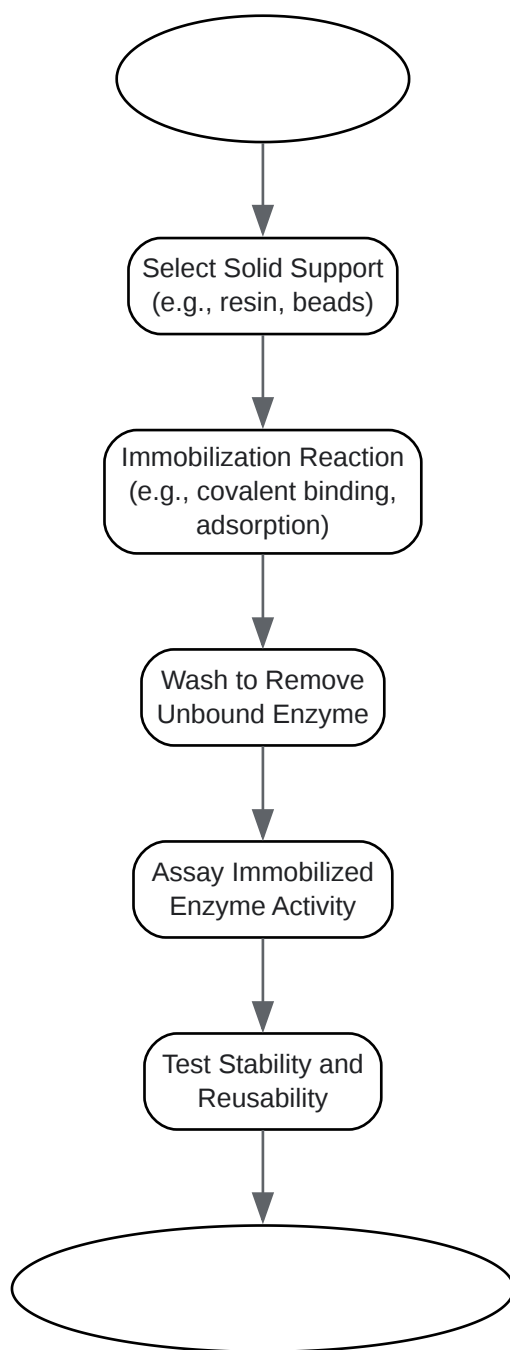 Select Solid Support
(e.g., resin, beads)
Immobilization Reaction
(e.g., covalent binding,
adsorption)
Wash to Remove
Unbound Enzyme
Assay Immobilized
Enzyme Activity
Test Stability and
Reusability